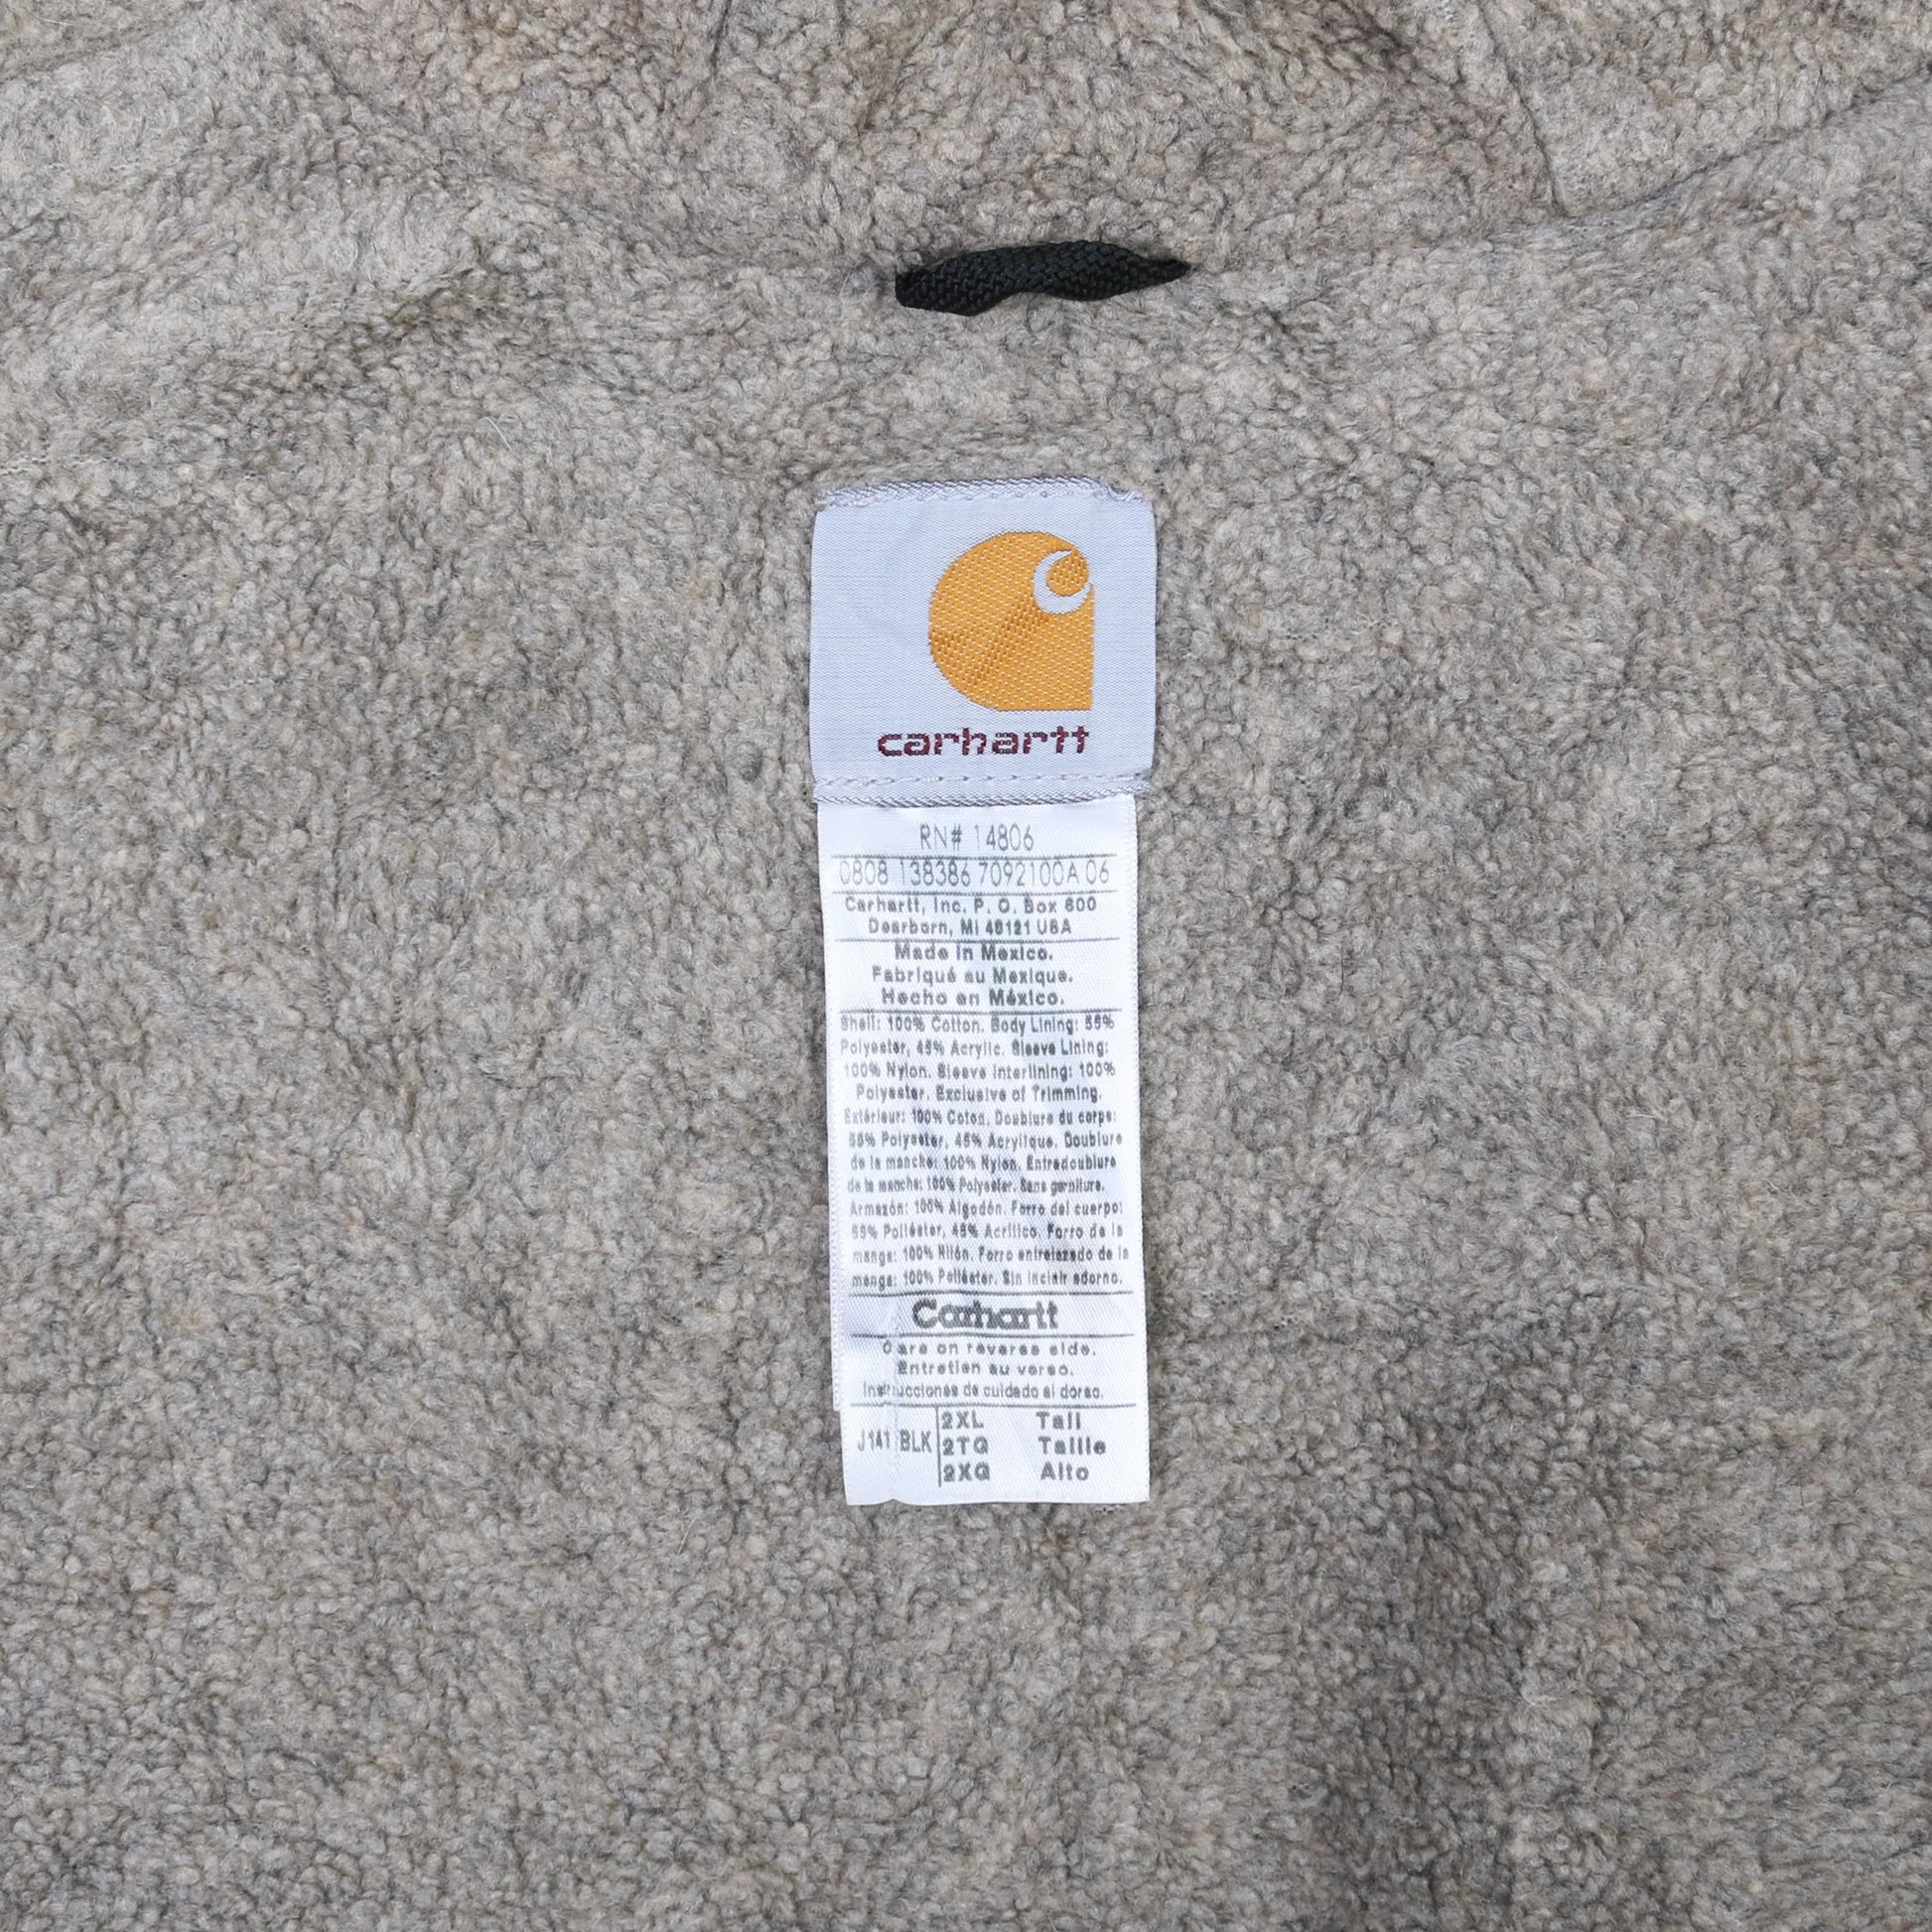 carhartt
RN# 14806
0808 138386 7092100A 06
Carhartt, Inc. P. O. Box 600
Dearborn, MI 48121 USA
Made in Mexico.
Fabriqué au Mexique.
Hecho en México.
Shell: 100% Cotton. Body Lining: 55%
Polyester, 45% Acrylic. Sleeve Lining:
100% Nylon. Sleeve Interlining: 100%
Polyester. Exclusive of Trimming.
Extérieur: 100% Coton. Doublure du corps:
55% Polyester, 45% Acrylique. Doublure
de la manche: 100% Nylon. Entredoublure
de la manche: 100% Polyester. Sans garniture.
Armazón: 100% Algodón. Forro del cuerpo:
55% Poliéster, 45% Acrílico. Forro de la
manga: 100% Nilón. Forro entrelazado de la
manga: 100% Poliéster. Sin incluir adorno.
Carhartt
Care on reverse side.
Entretien au verso.
Instrucciones de cuidado al dorso.
2XL Tall
J141 BLK 2TG Taille
2XG Alto